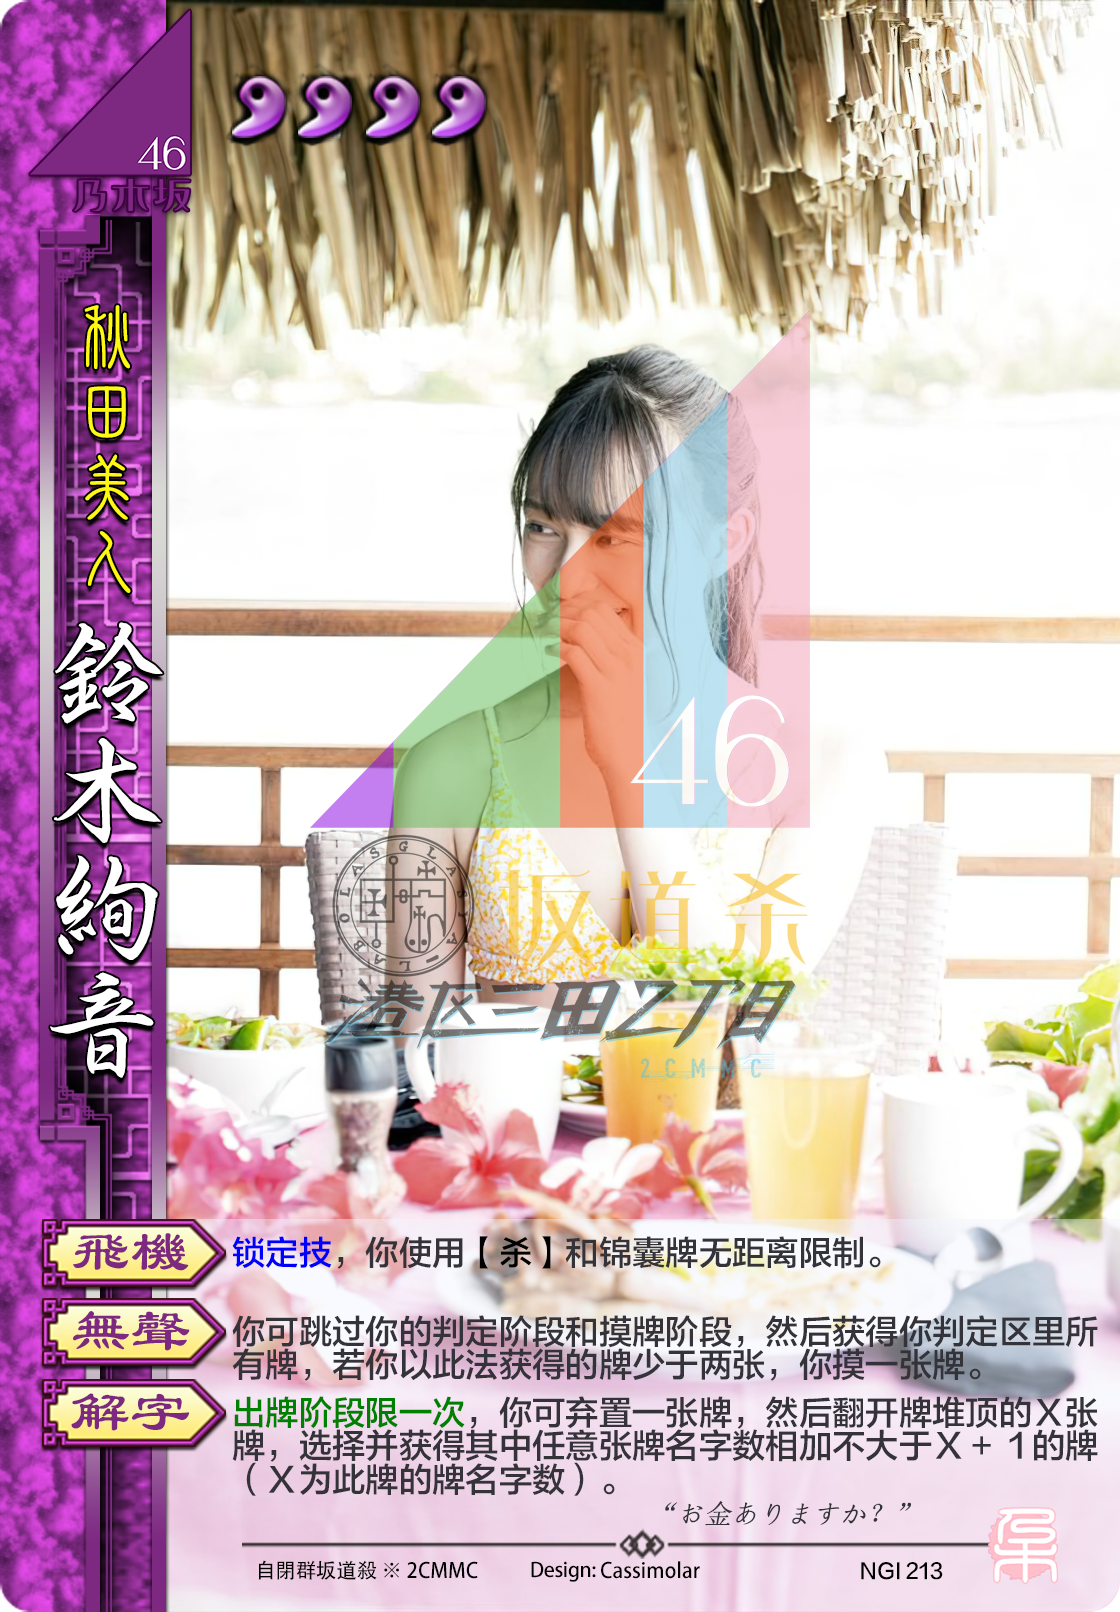 46
乃木坂
秋田美人
鈴木絢音
46
坂道杀
GLASYA LABOLAS
港区三田2丁目
2CMMC
飛機
锁定技，你使用【杀】和锦囊牌无距离限制。
無聲
你可跳过你的判定阶段和摸牌阶段，然后获得你判定区里所
有牌，若你以此法获得的牌少于两张，你摸一张牌。
解字
出牌阶段限一次，你可弃置一张牌，然后翻开牌堆顶的X张
牌，选择并获得其中任意张牌名字数相加不大于X＋１的牌
（X为此牌的牌名字数）。
“お金ありますか？”
自閉群坂道殺 ※ 2CMMC
Design: Cassimolar
NGI 213